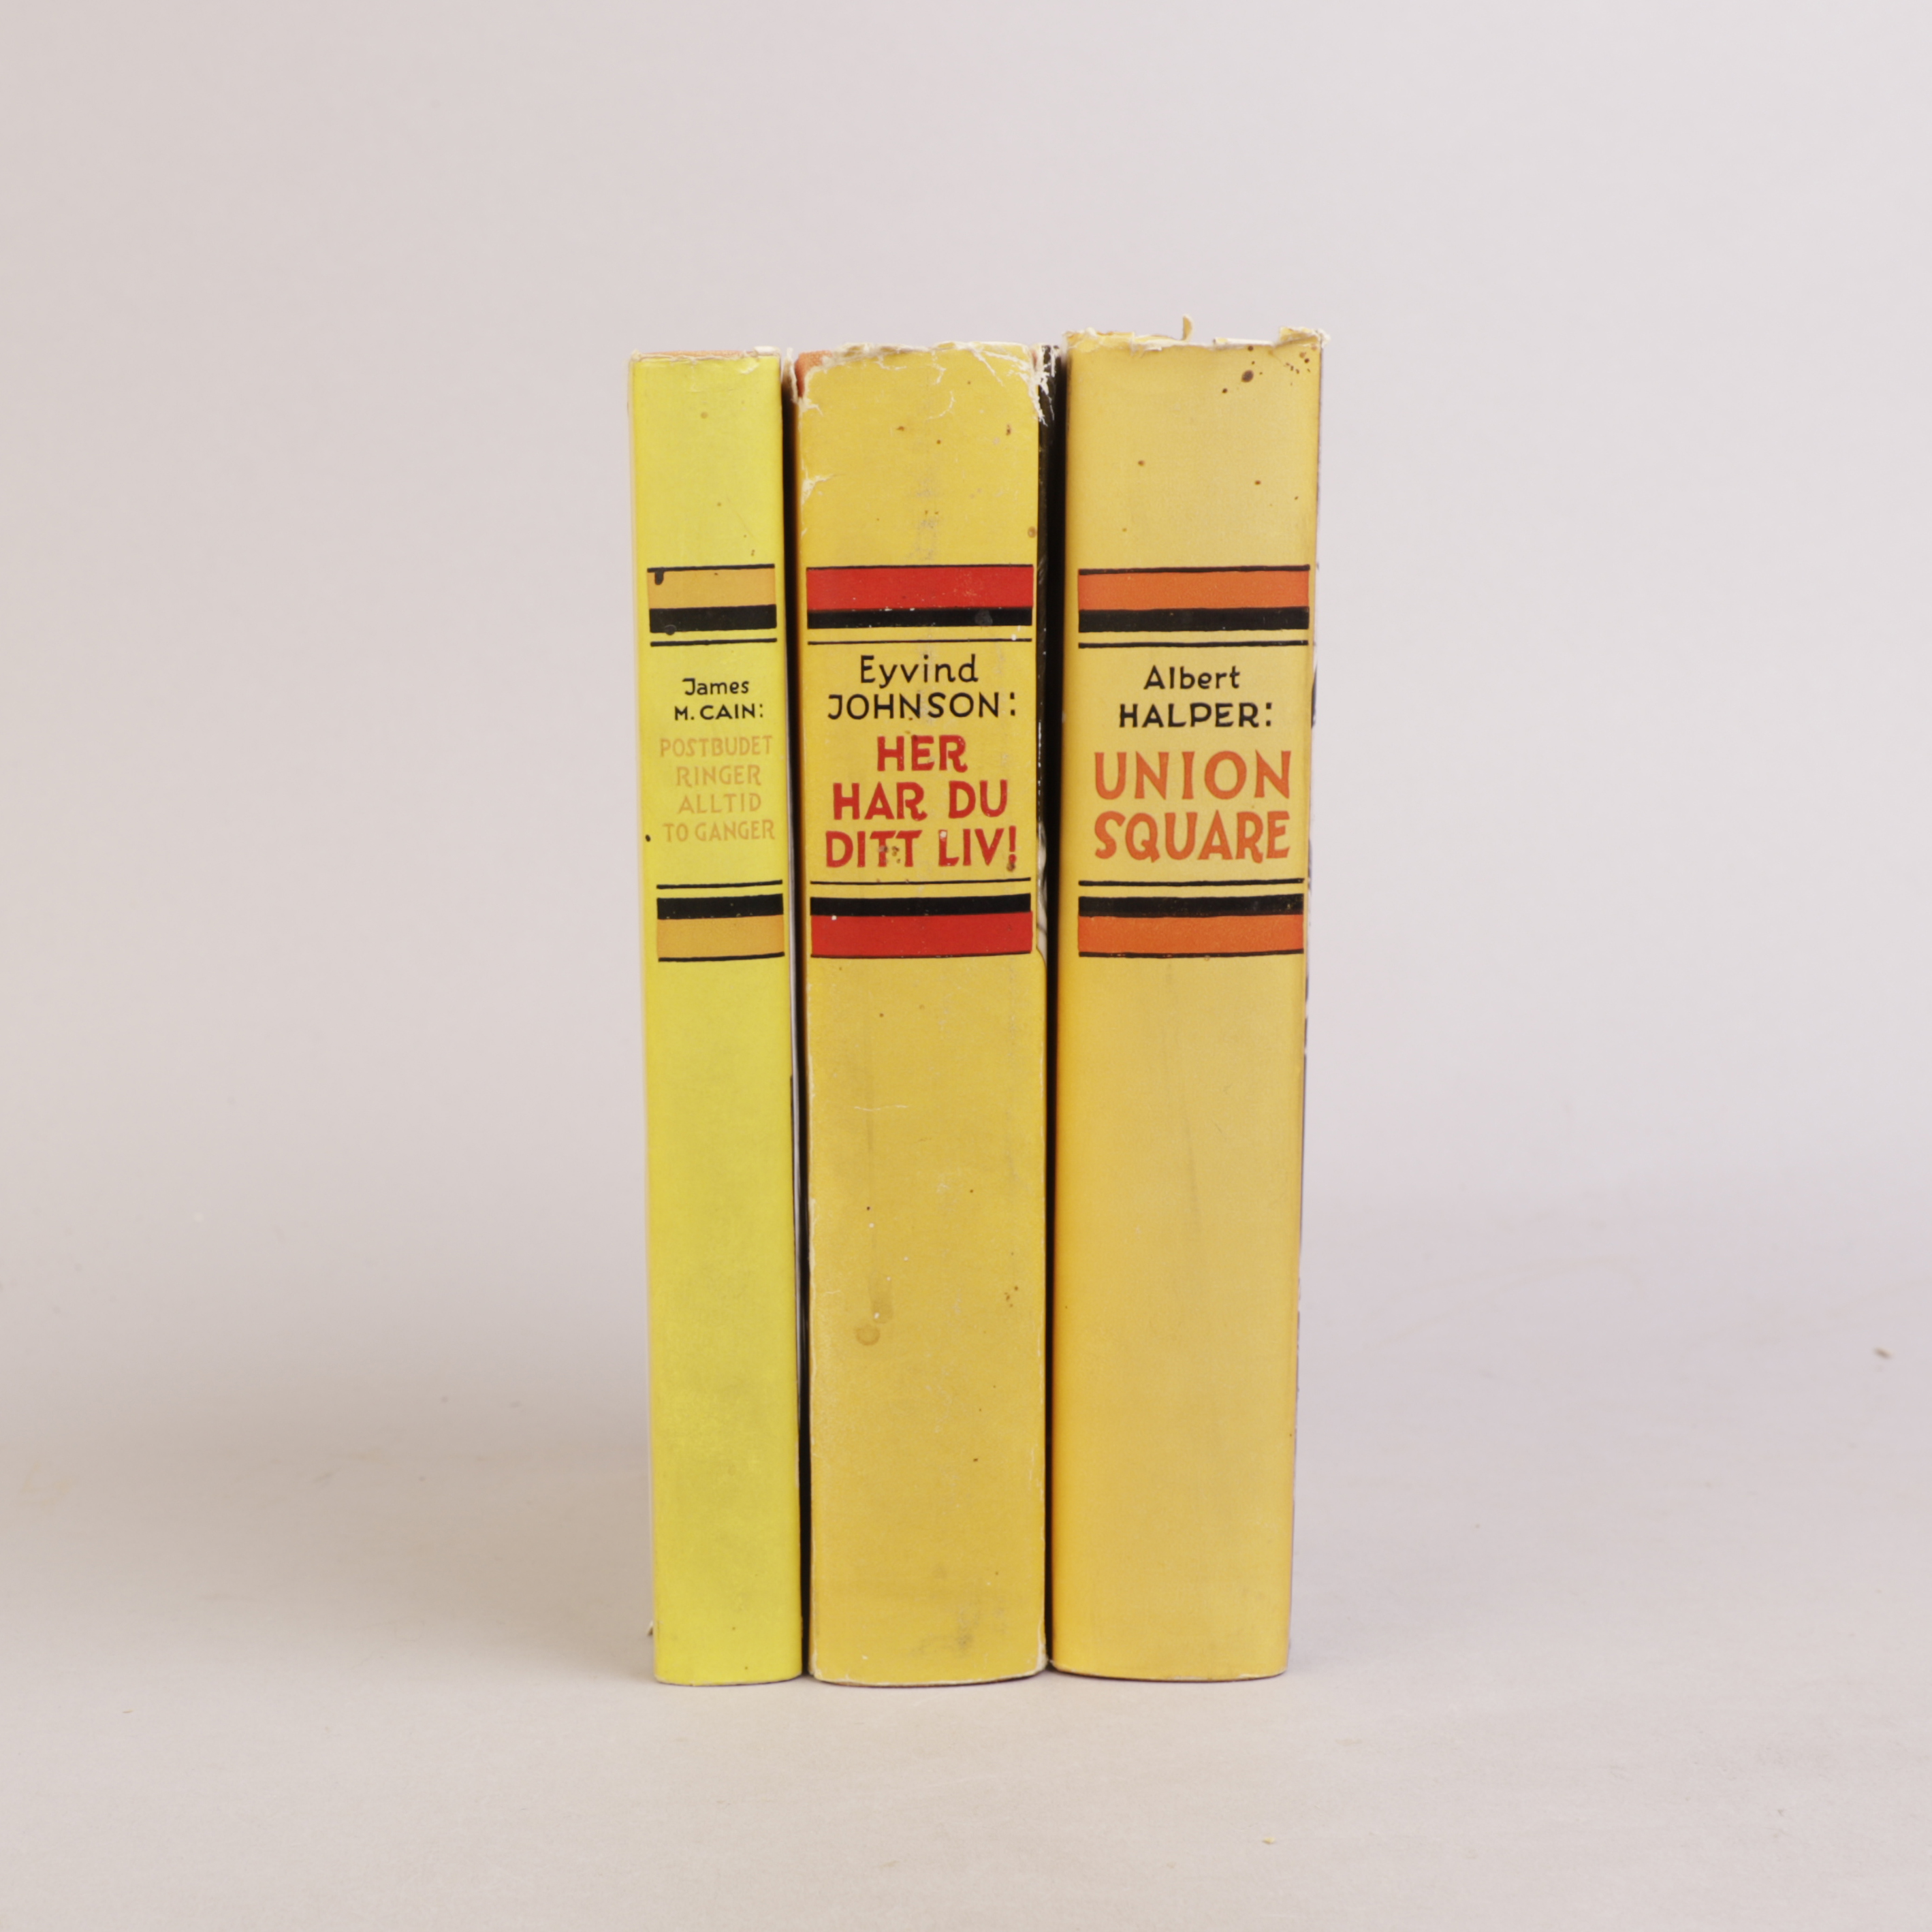 James
M. CAIN:
POSTBUDET
RINGER
ALLTID
TO GANGER
Eyvind
JOHNSON:
HER
HAR DU
DITT LIV!
Albert
HALPER:
UNION
SQUARE